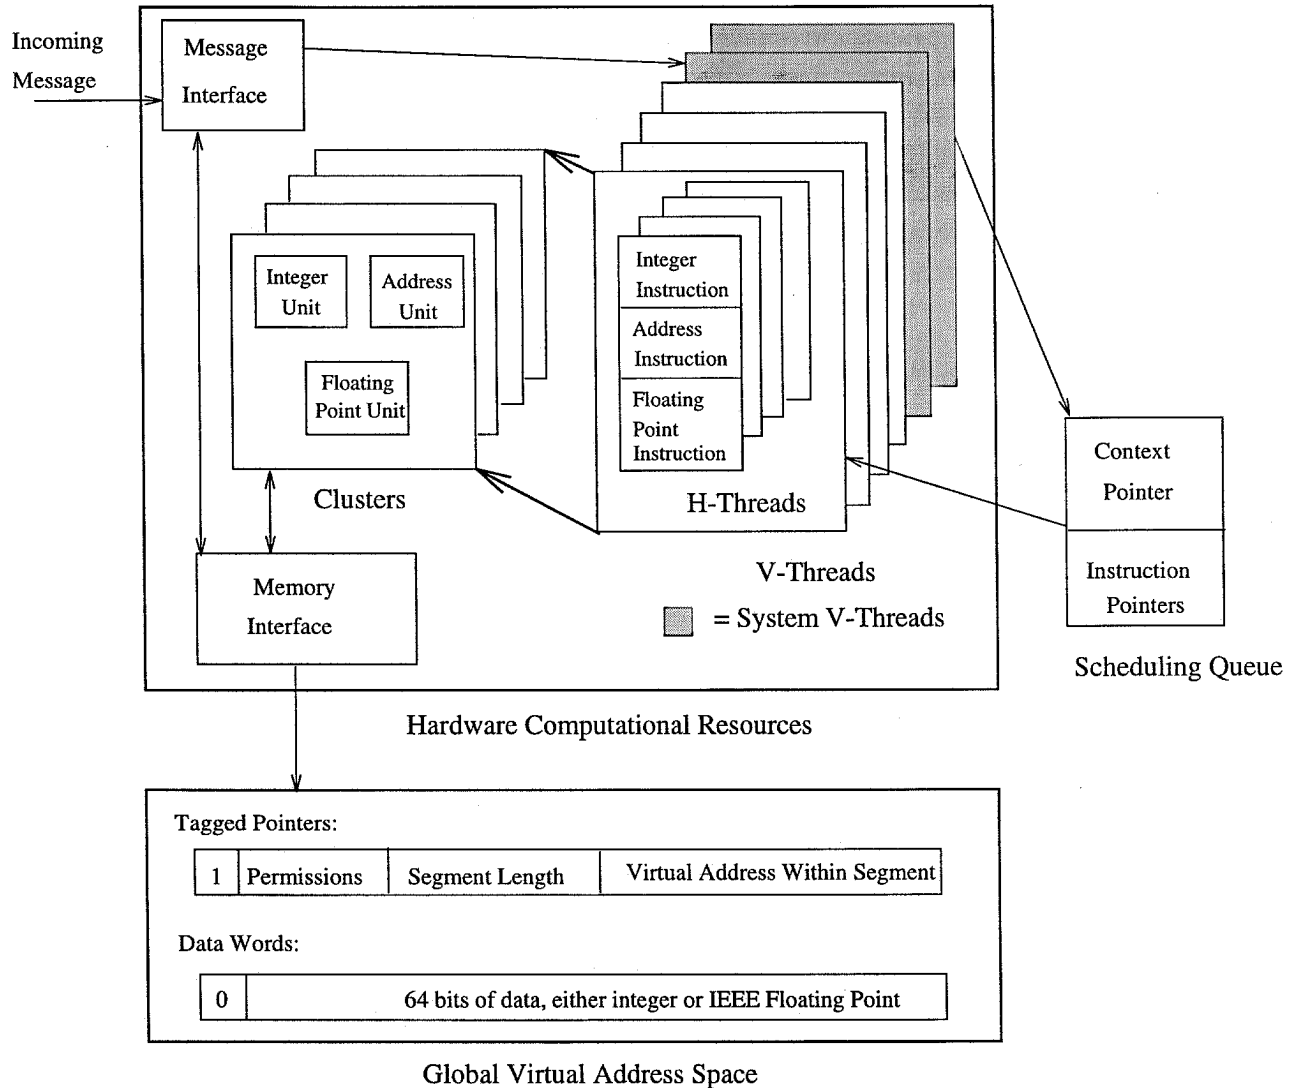 Incoming
Message
Message
Interface
Integer
Unit
Address
Unit
Floating
Point Unit
Clusters
Integer
Instruction
Address
Instruction
Floating
Point
Instruction
H-Threads
V-Threads
= System V-Threads
Context
Pointer
Instruction
Pointers
Scheduling Queue
Memory
Interface
Hardware Computational Resources
Tagged Pointers:
1 Permissions Segment Length Virtual Address Within Segment
Data Words:
0 64 bits of data, either integer or IEEE Floating Point
Global Virtual Address Space